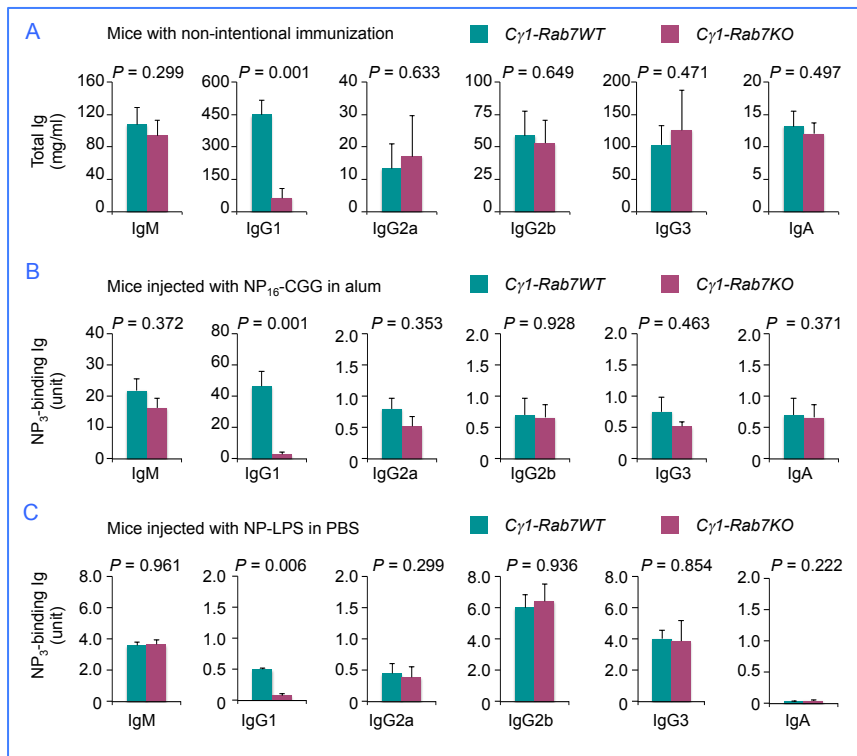 A
Mice with non-intentional immunization
Cγ1-Rab7WT
Cγ1-Rab7KO
P = 0.299
P = 0.001
P = 0.633
P = 0.649
P = 0.471
P = 0.497
Total Ig
(mg/ml)
160
120
80
40
0
IgM
600
450
300
150
0
IgG1
40
30
20
10
0
IgG2a
100
75
50
25
0
IgG2b
200
150
100
50
0
IgG3
20
15
10
5
0
IgA
B
Mice injected with NP16-CGG in alum
Cγ1-Rab7WT
Cγ1-Rab7KO
P = 0.372
P = 0.001
P = 0.353
P = 0.928
P = 0.463
P = 0.371
NP3-binding Ig
(unit)
40
30
20
10
0
IgM
80
60
40
20
0
IgG1
2.0
1.5
1.0
0.5
0
IgG2a
2.0
1.5
1.0
0.5
0
IgG2b
2.0
1.5
1.0
0.5
0
IgG3
2.0
1.5
1.0
0.5
0
IgA
C
Mice injected with NP-LPS in PBS
Cγ1-Rab7WT
Cγ1-Rab7KO
P = 0.961
P = 0.006
P = 0.299
P = 0.936
P = 0.854
P = 0.222
NP3-binding Ig
(unit)
8.0
6.0
4.0
2.0
0
IgM
2.0
1.5
1.0
0.5
0
IgG1
2.0
1.5
1.0
0.5
0
IgG2a
8.0
6.0
4.0
2.0
0
IgG2b
8.0
6.0
4.0
2.0
0
IgG3
2.0
1.5
1.0
0.5
0
IgA